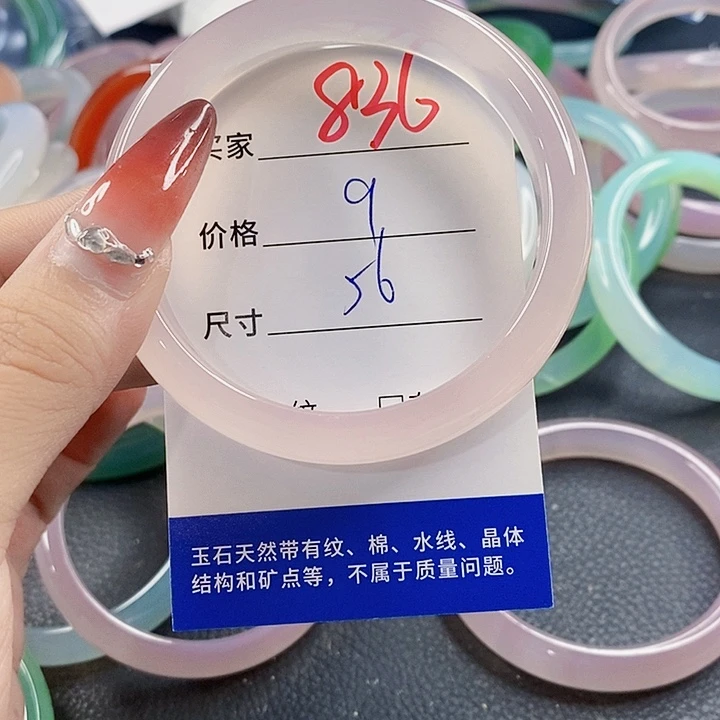 买家 836
价格 9
尺寸 56
玉石天然带有纹、棉、水线、晶体
结构和矿点等，不属于质量问题。